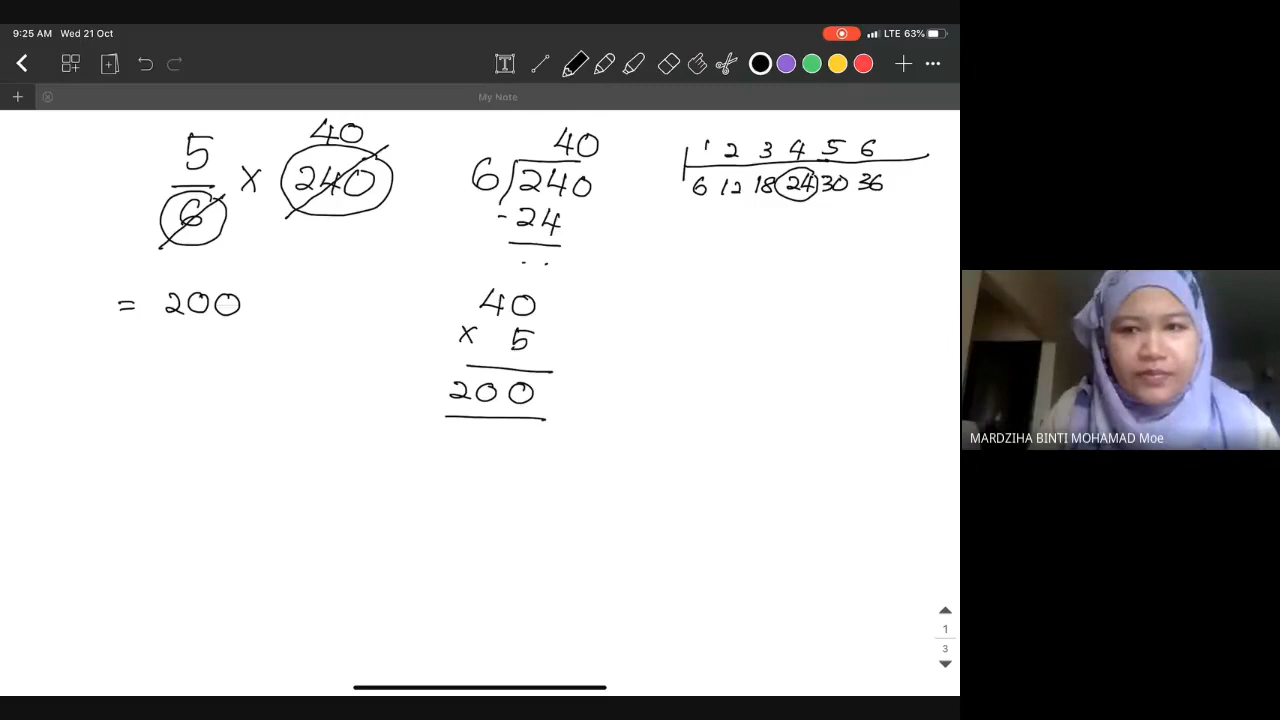 9:25 AM Wed 21 Oct
LTE 63%
T
My Note
5/6 × 240
40
= 200
40
6)240
-24
. .
40
× 5
200
1 2 3 4 5 6
6 12 18 24 30 36
MARDZIHA BINTI MOHAMAD Moe
1
3